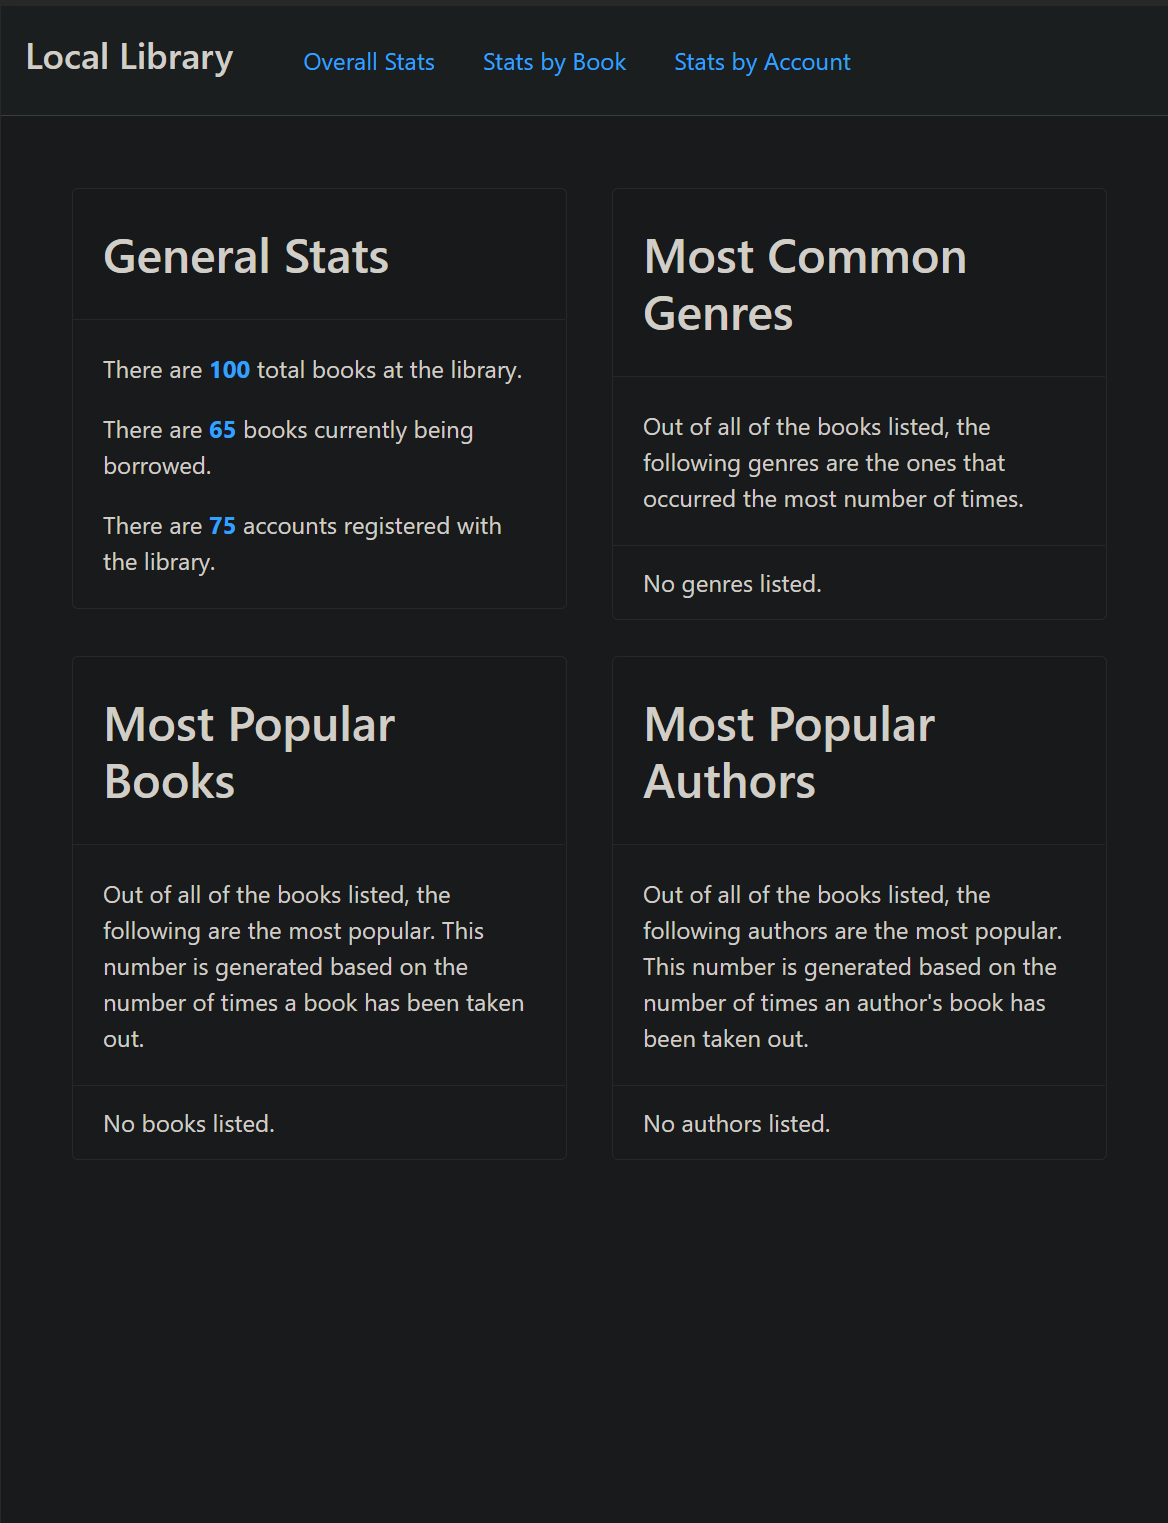 Local Library
Overall Stats
Stats by Book
Stats by Account
General Stats
There are 100 total books at the library.
There are 65 books currently being
borrowed.
There are 75 accounts registered with
the library.
Most Common
Genres
Out of all of the books listed, the
following genres are the ones that
occurred the most number of times.
No genres listed.
Most Popular
Books
Out of all of the books listed, the
following are the most popular. This
number is generated based on the
number of times a book has been taken
out.
No books listed.
Most Popular
Authors
Out of all of the books listed, the
following authors are the most popular.
This number is generated based on the
number of times an author's book has
been taken out.
No authors listed.